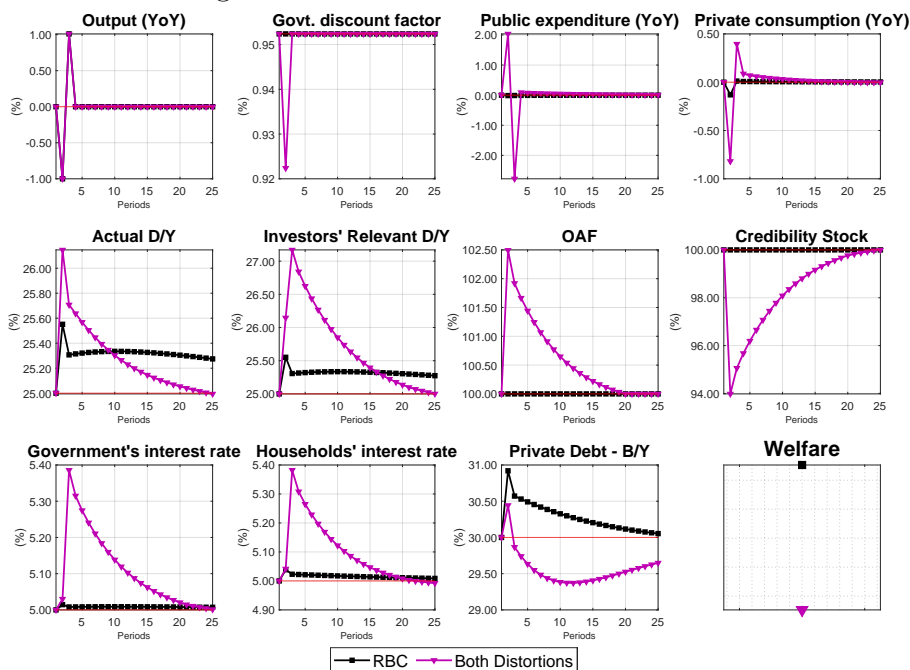 Output (YoY) Govt. discount factor Public expenditure (YoY) Private consumption (YoY)
1.00 0.95 2.00 0.50
0.50 0.94 0.00 0.00
0.00 0.93 -2.00 -0.50
-0.50 0.92 -1.00
-1.00
(%) (%) (%) (%)
5 10 15 20 25 5 10 15 20 25 5 10 15 20 25 5 10 15 20 25
Periods Periods Periods Periods
Actual D/Y Investors' Relevant D/Y OAF Credibility Stock
26.00 27.00 102.50 100.00
25.80 26.50 102.00 98.00
25.60 26.00 101.50 96.00
25.40 25.50 101.00 94.00
25.20 25.00 100.50
25.00 100.00
(%) (%) (%) (%)
5 10 15 20 25 5 10 15 20 25 5 10 15 20 25 5 10 15 20 25
Periods Periods Periods Periods
Government's interest rate Households' interest rate Private Debt - B/Y Welfare
5.40 5.40 31.00
5.30 5.30 30.50
5.20 5.20 30.00
5.10 5.10 29.50
5.00 5.00 29.00
4.90
(%) (%) (%)
5 10 15 20 25 5 10 15 20 25 5 10 15 20 25
Periods Periods Periods
RBC Both Distortions